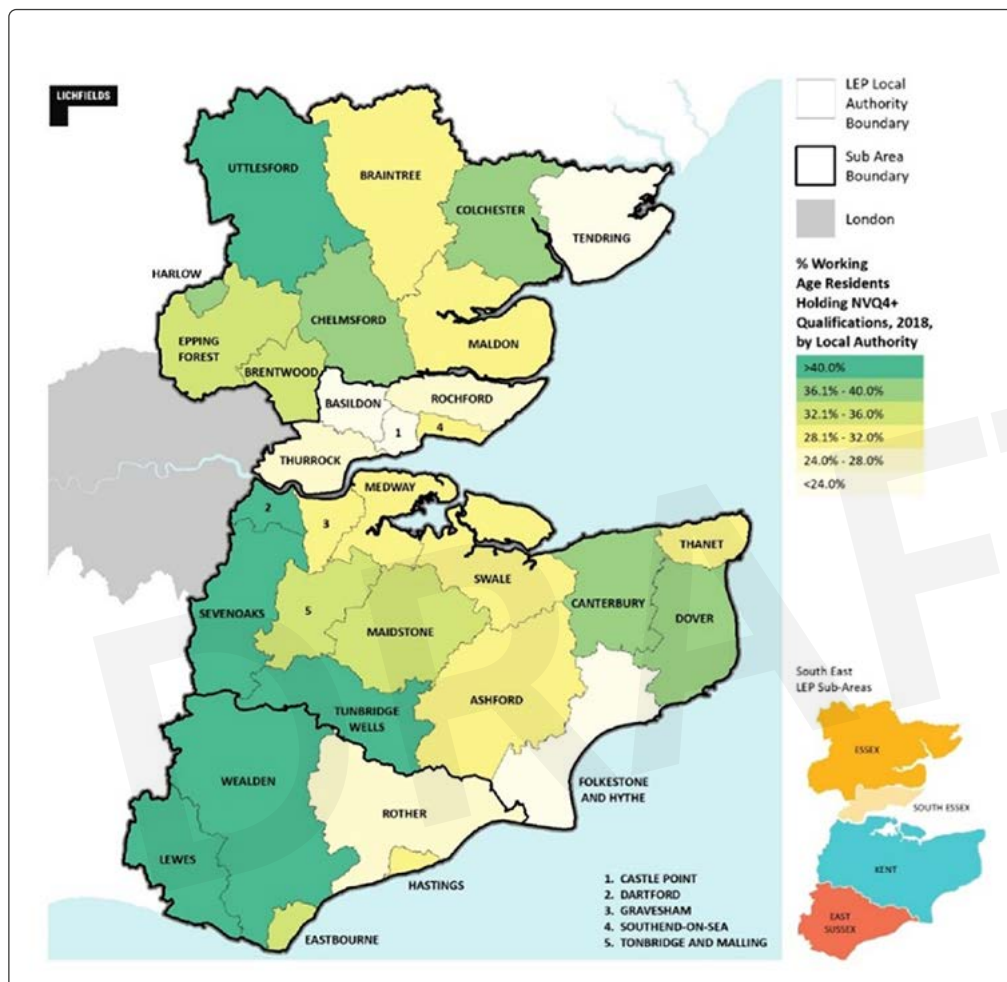 LICHFIELDS
UTTLESFORD
BRAINTREE
COLCHESTER
TENDRING
HARLOW
CHELMSFORD
EPPING
FOREST
MALDON
BRENTWOOD
BASILDON
ROCHFORD
1
4
THURROCK
MEDWAY
2
3
THANET
SWALE
SEVENOAKS
5
CANTERBURY
MAIDSTONE
DOVER
ASHFORD
TUNBRIDGE
WELLS
WEALDEN
FOLKESTONE
AND HYTHE
ROTHER
LEWES
HASTINGS
EASTBOURNE
1. CASTLE POINT
2. DARTFORD
3. GRAVESHAM
4. SOUTHEND-ON-SEA
5. TONBRIDGE AND MALLING
LEP Local
Authority
Boundary
Sub Area
Boundary
London
% Working
Age Residents
Holding NVQ4+
Qualifications, 2018,
by Local Authority
>40.0%
36.1% - 40.0%
32.1% - 36.0%
28.1% - 32.0%
24.0% - 28.0%
<24.0%
South East
LEP Sub-Areas
ESSEX
SOUTH ESSEX
KENT
EAST
SUSSEX
DRAFT